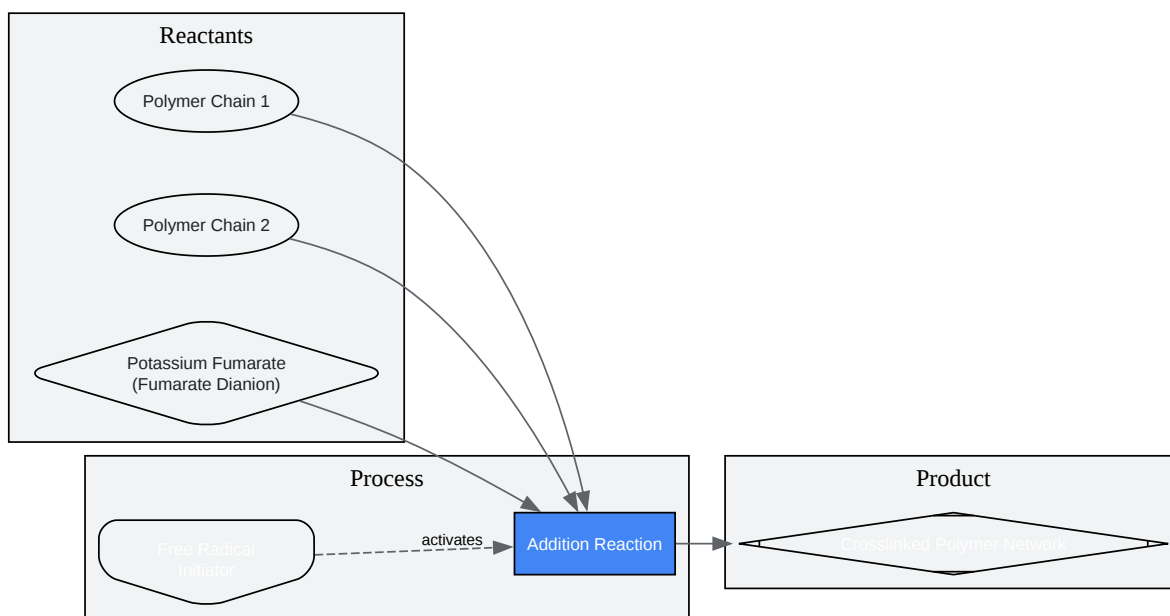 Reactants
Polymer Chain 1
Polymer Chain 2
Potassium Fumarate
(Fumarate Dianion)
Process
Free Radical
Initiator
activates
Addition Reaction
Product
Crosslinked Polymer Network